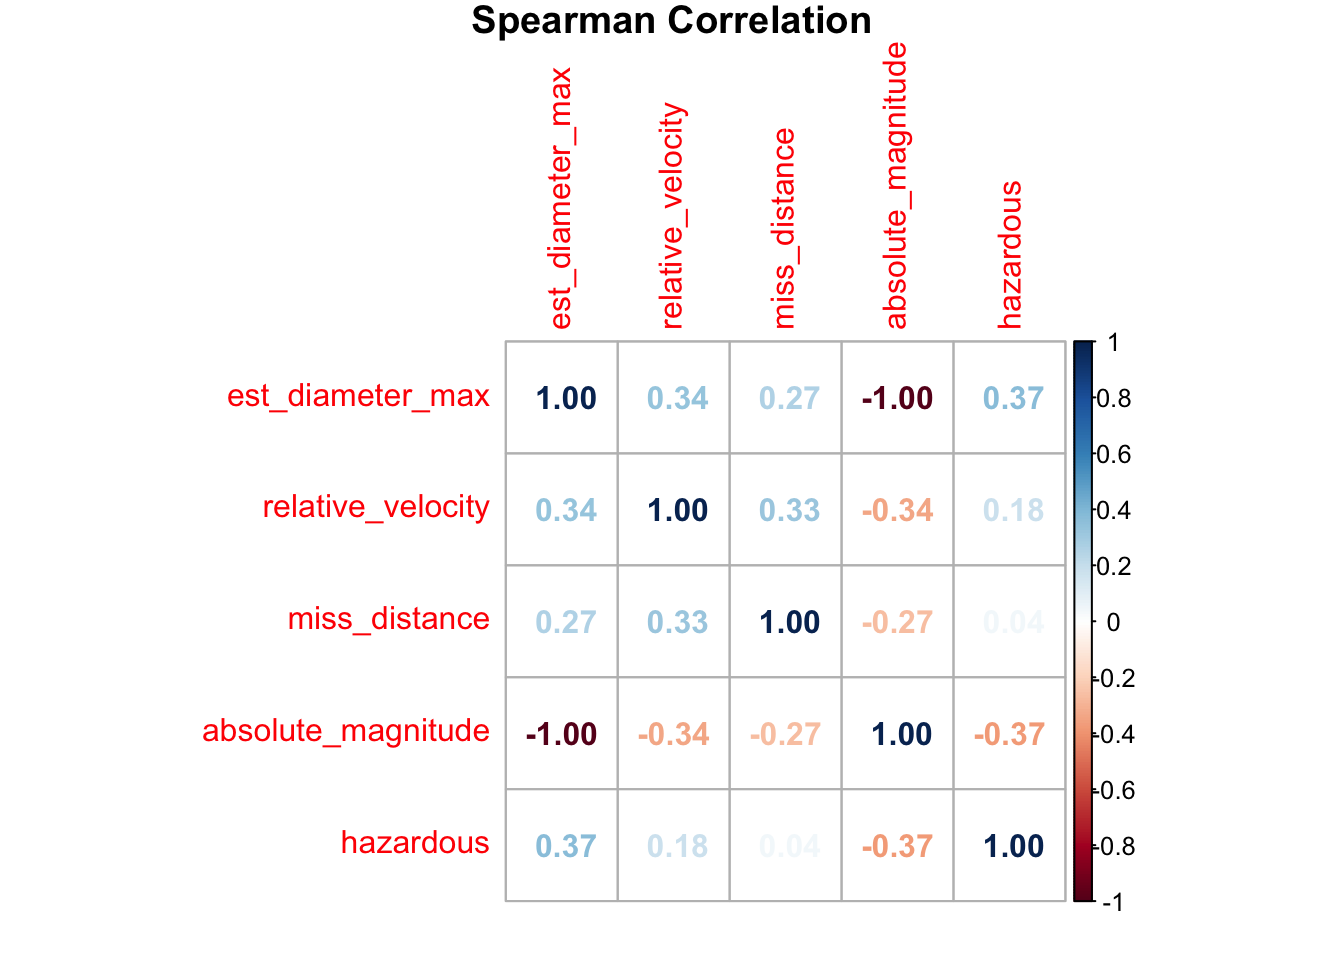 Spearman Correlation
est_diameter_max
relative_velocity
miss_distance
absolute_magnitude
hazardous
est_diameter_max 1.00 0.34 0.27 -1.00 0.37
relative_velocity 0.34 1.00 0.33 -0.34 0.18
miss_distance 0.27 0.33 1.00 -0.27 0.04
absolute_magnitude -1.00 -0.34 -0.27 1.00 -0.37
hazardous 0.37 0.18 0.04 -0.37 1.00
1
0.8
0.6
0.4
0.2
0
-0.2
-0.4
-0.6
-0.8
-1